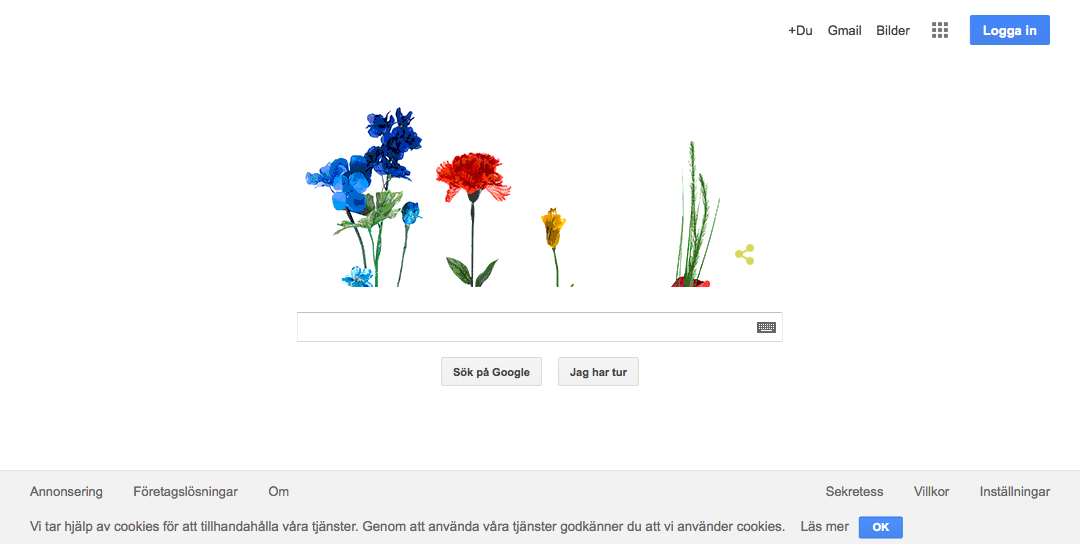 +Du Gmail Bilder Logga in
Sök på Google Jag har tur
Annonsering Företagslösningar Om Sekretess Villkor Inställningar
Vi tar hjälp av cookies för att tillhandahålla våra tjänster. Genom att använda våra tjänster godkänner du att vi använder cookies. Läs mer OK